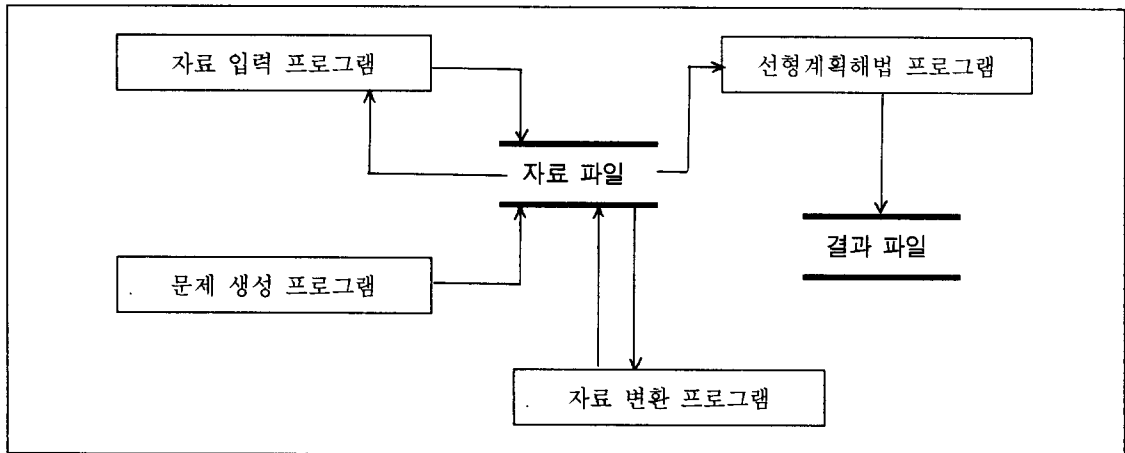 자료 입력 프로그램
선형계획해법 프로그램
자료 파일
결과 파일
문제 생성 프로그램
자료 변환 프로그램